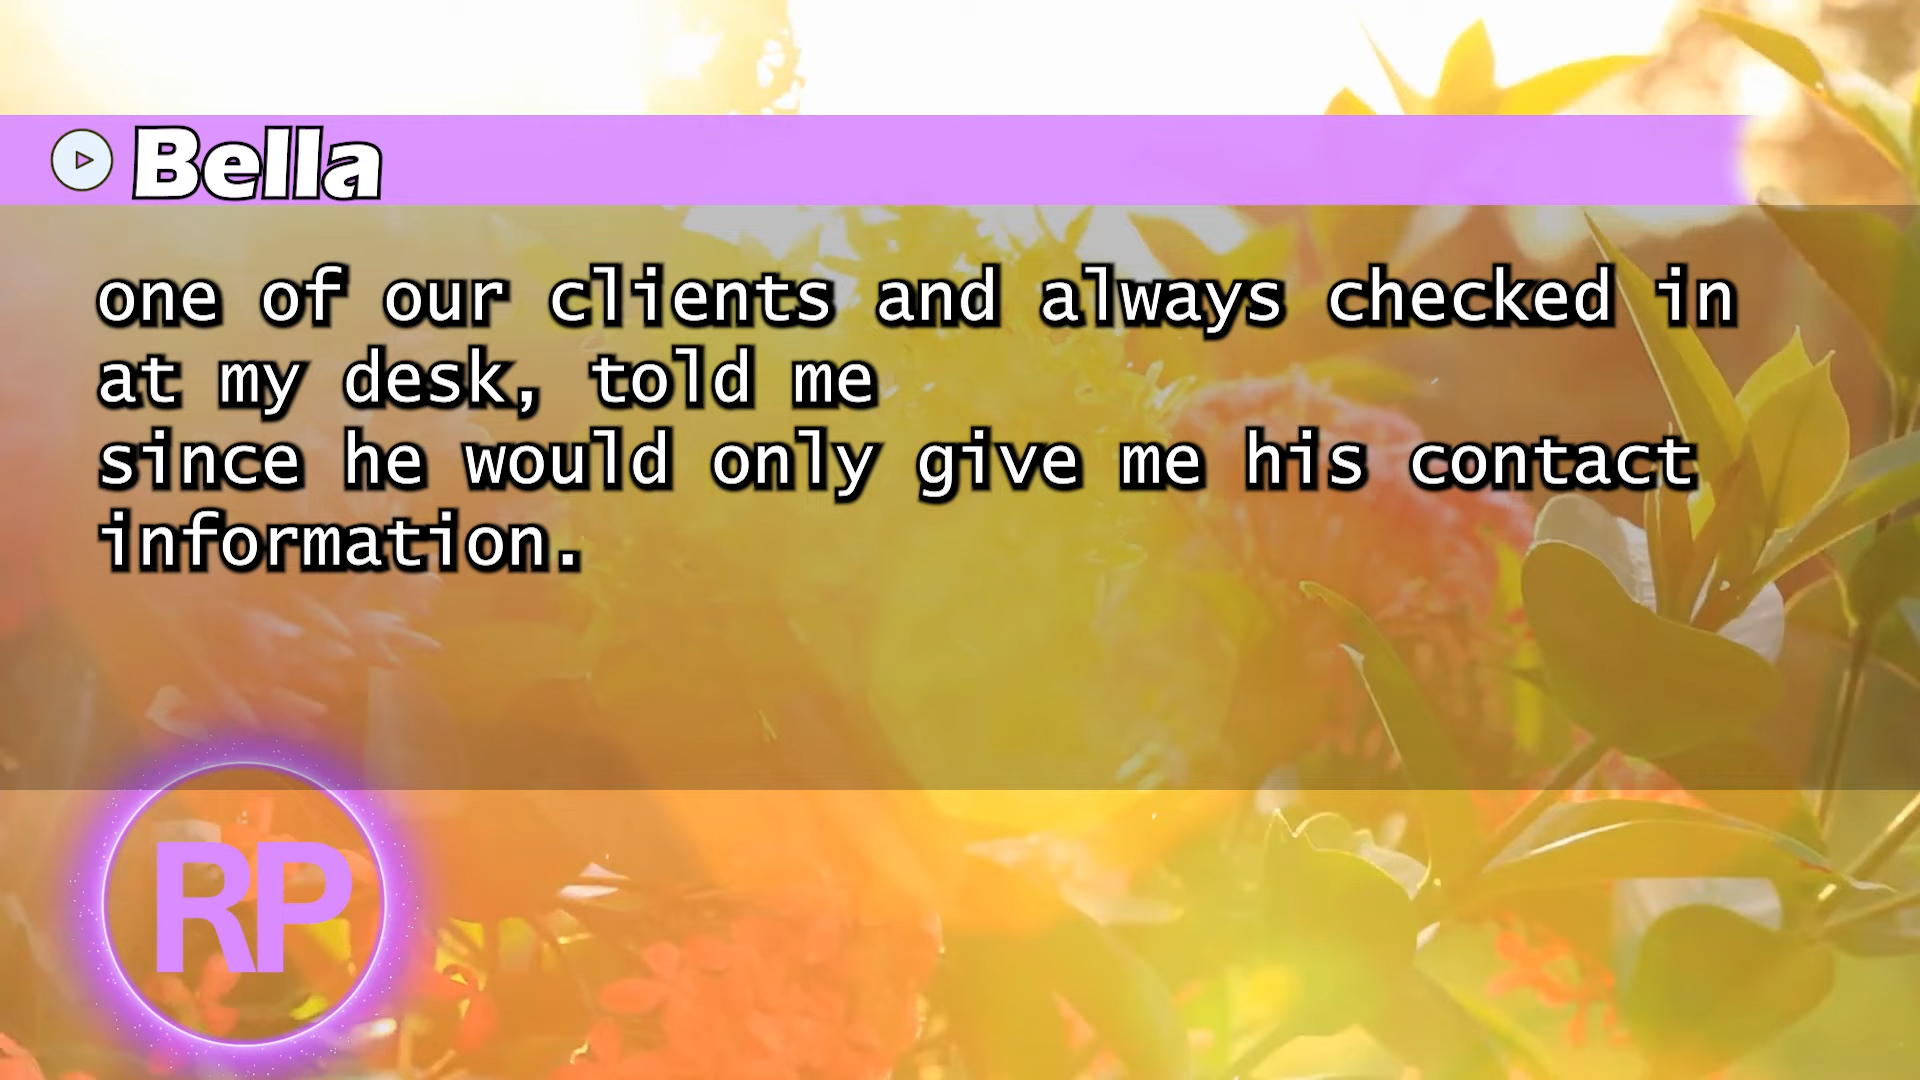 Bella
one of our clients and always checked in
at my desk, told me
since he would only give me his contact
information.
RP